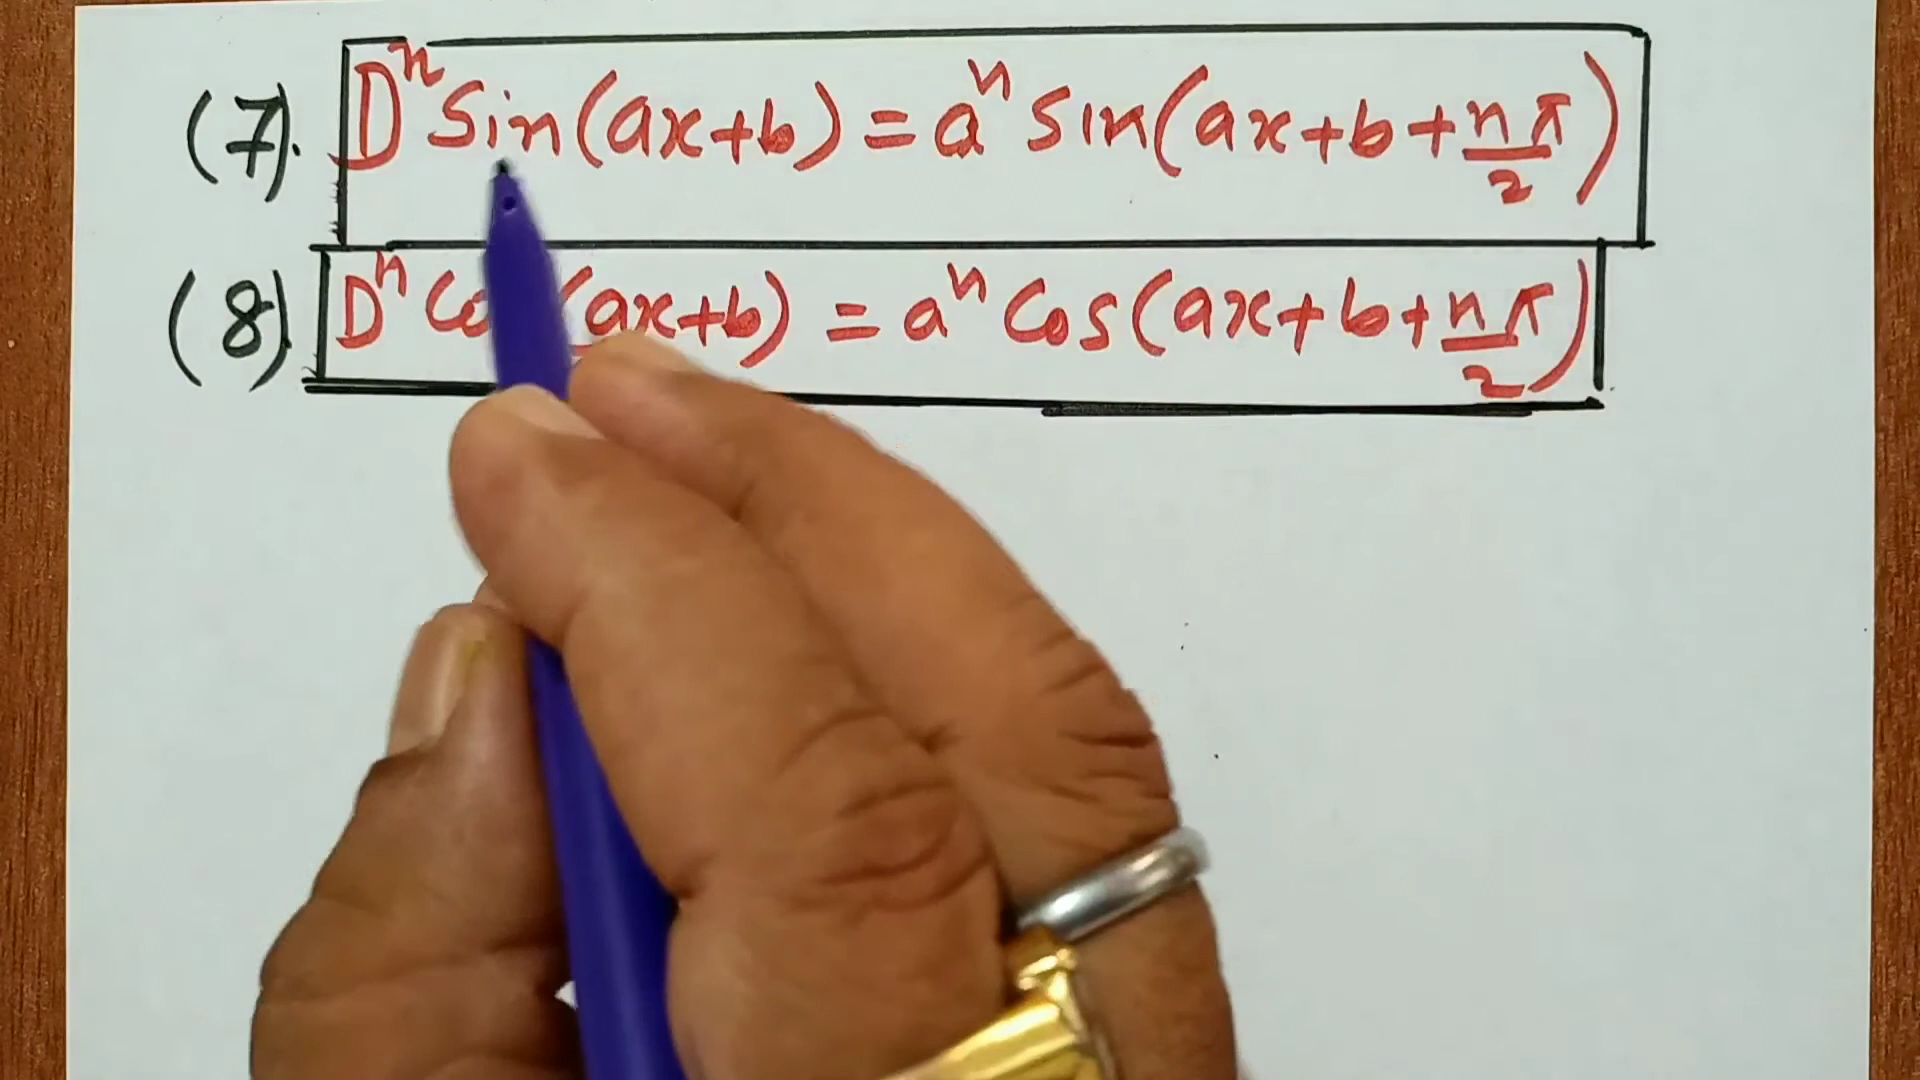 (7). Dⁿ Sin(ax+b) = aⁿ Sin(ax+b+nπ/2)
(8) Dⁿ Co (ax+b) = aⁿ Cos(ax+b+nπ/2)